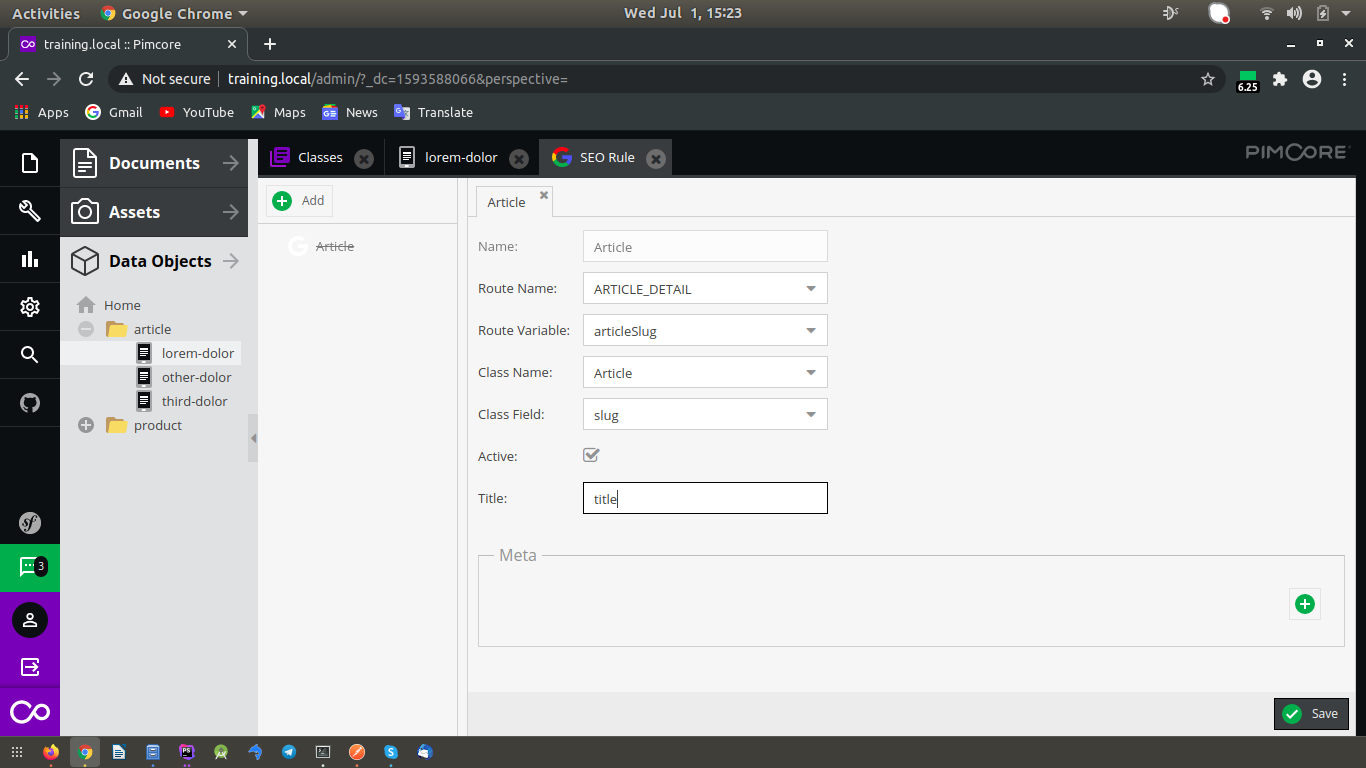 Activities Google Chrome Wed Jul 1, 15:23
training.local :: Pimcore
Not secure training.local/admin/?_dc=1593588066&perspective= 6.25
Apps Gmail YouTube Maps News Translate
Documents
Assets
Data Objects
Home
article
lorem-dolor
other-dolor
third-dolor
product
3
Classes lorem-dolor SEO Rule PIMCORE
Add
Article
Article
Name: Article
Route Name: ARTICLE_DETAIL
Route Variable: articleSlug
Class Name: Article
Class Field: slug
Active:
Title: title
Meta
Save